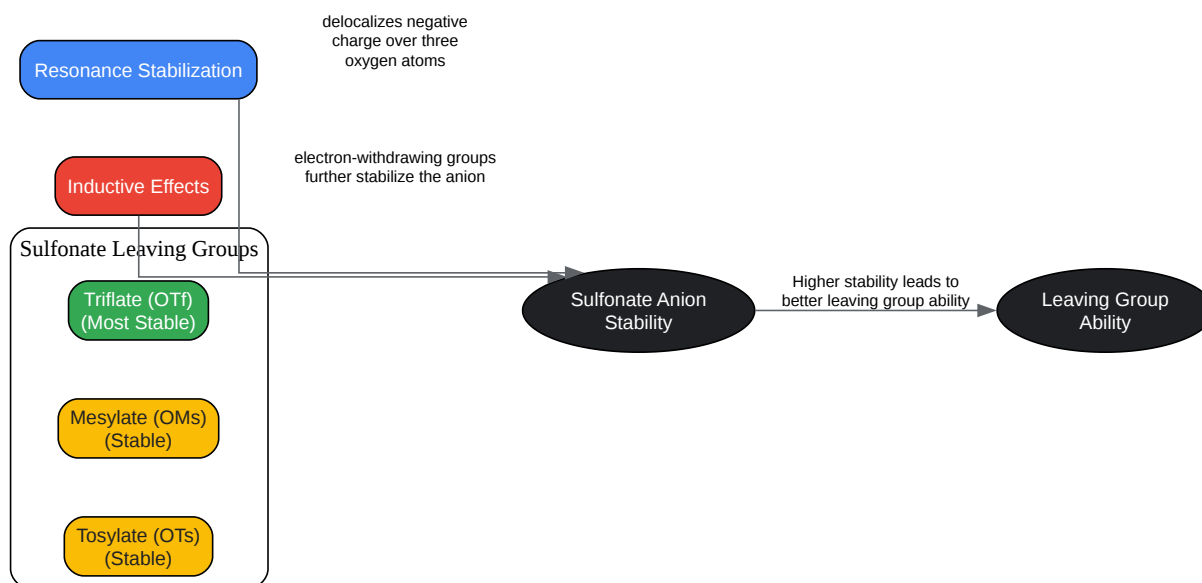 delocalizes negative
charge over three
oxygen atoms
Resonance Stabilization
electron-withdrawing groups
further stabilize the anion
Inductive Effects
Sulfonate Leaving Groups
Triflate (OTf)
(Most Stable)
Mesylate (OMs)
(Stable)
Tosylate (OTs)
(Stable)
Sulfonate Anion
Stability
Higher stability leads to
better leaving group ability
Leaving Group
Ability